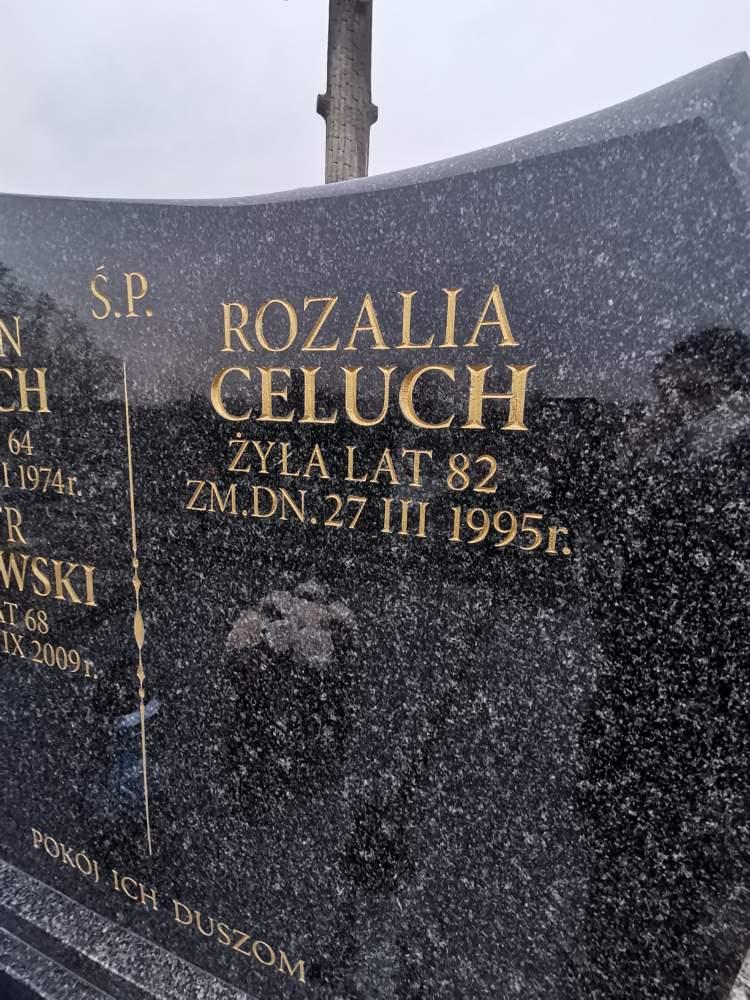 Ś.P.
64
I 1974r.
WSKI
68
IX 2009r.
ROZALIA
CELUCH
ŻYŁA LAT 82
ZM.DN.27 III 1995r.
POKÓJ ICH DUSZOM